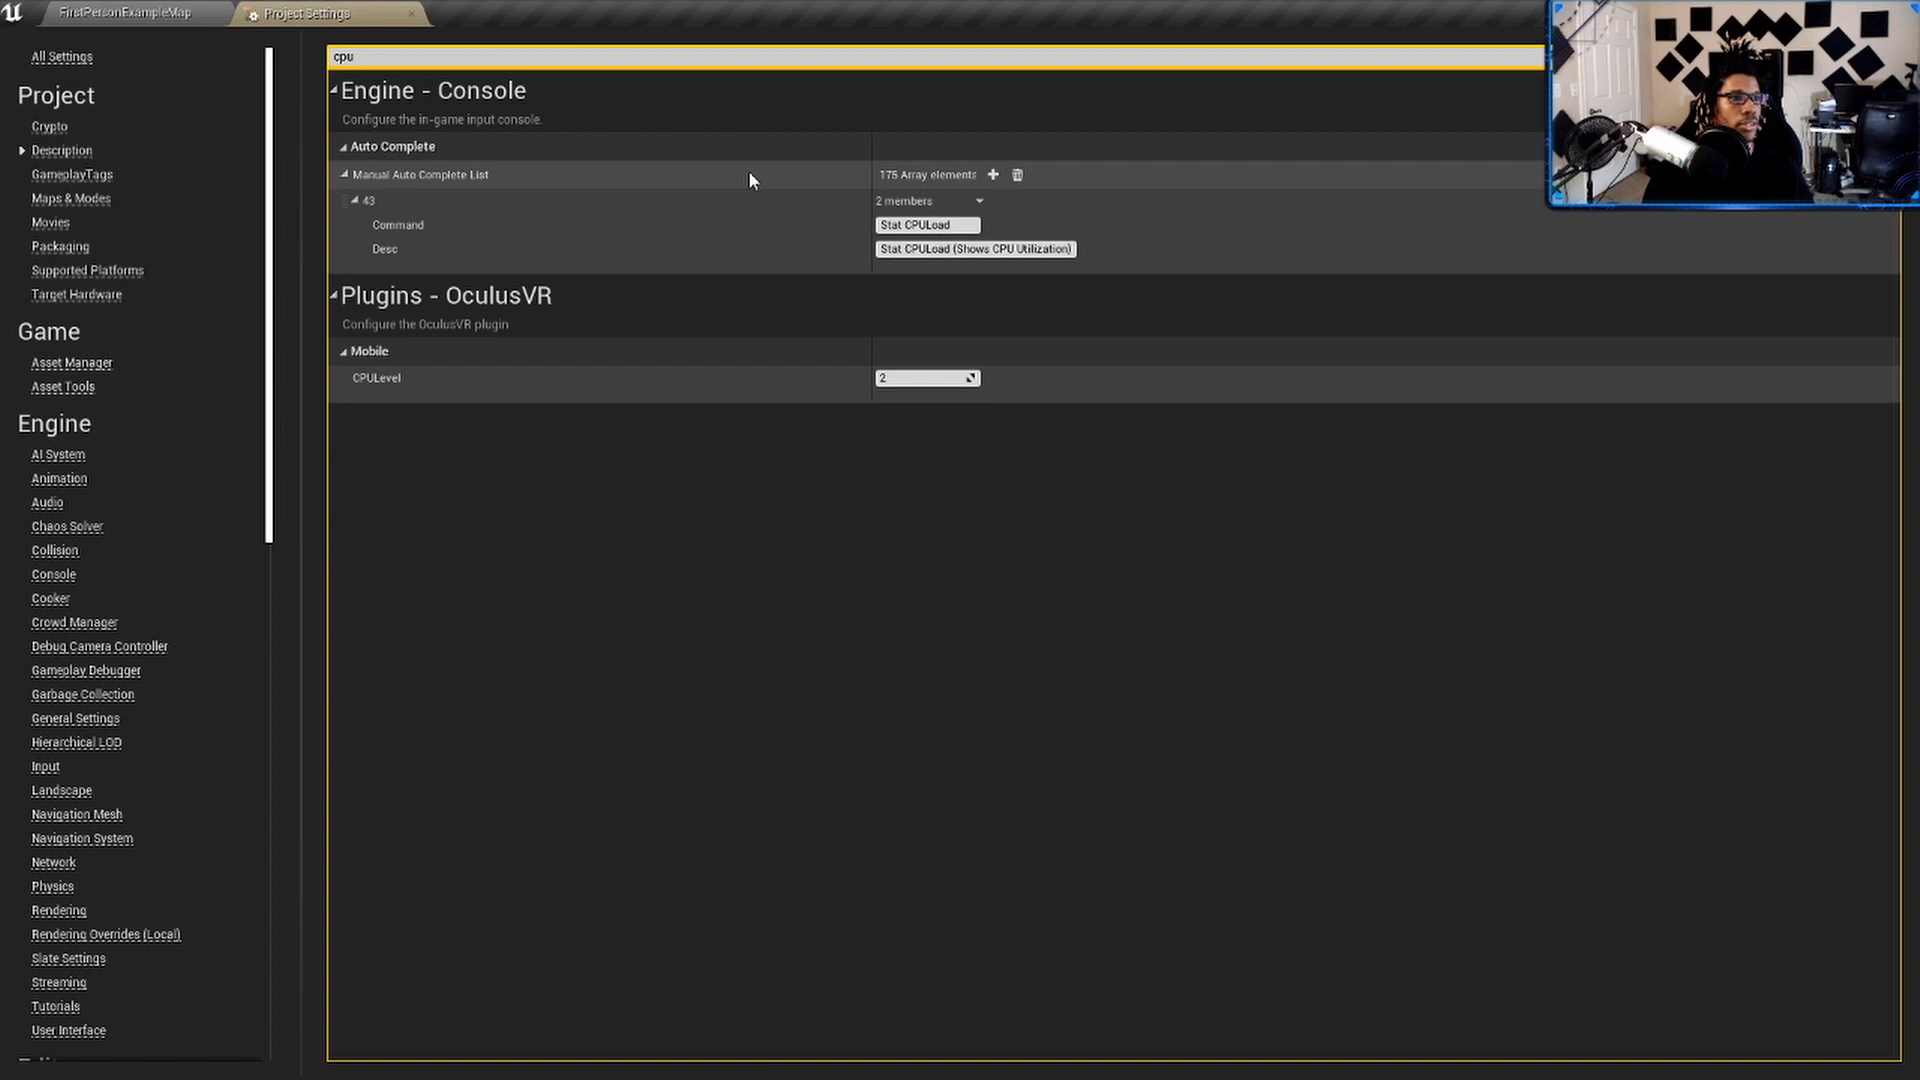 FirstPersonExampleMap
Project Settings
All Settings
Project
Crypto
Description
GameplayTags
Maps & Modes
Movies
Packaging
Supported Platforms
Target Hardware
Game
Asset Manager
Asset Tools
Engine
AI System
Animation
Audio
Chaos Solver
Collision
Console
Cooker
Crowd Manager
Debug Camera Controller
Gameplay Debugger
Garbage Collection
General Settings
Hierarchical LOD
Input
Landscape
Navigation Mesh
Navigation System
Network
Physics
Rendering
Rendering Overrides (Local)
Slate Settings
Streaming
Tutorials
User Interface
cpu
Engine - Console
Configure the in-game input console.
Auto Complete
Manual Auto Complete List 175 Array elements
43 2 members
Command Stat CPULoad
Desc Stat CPULoad (Shows CPU Utilization)
Plugins - OculusVR
Configure the OculusVR plugin
Mobile
CPULevel 2